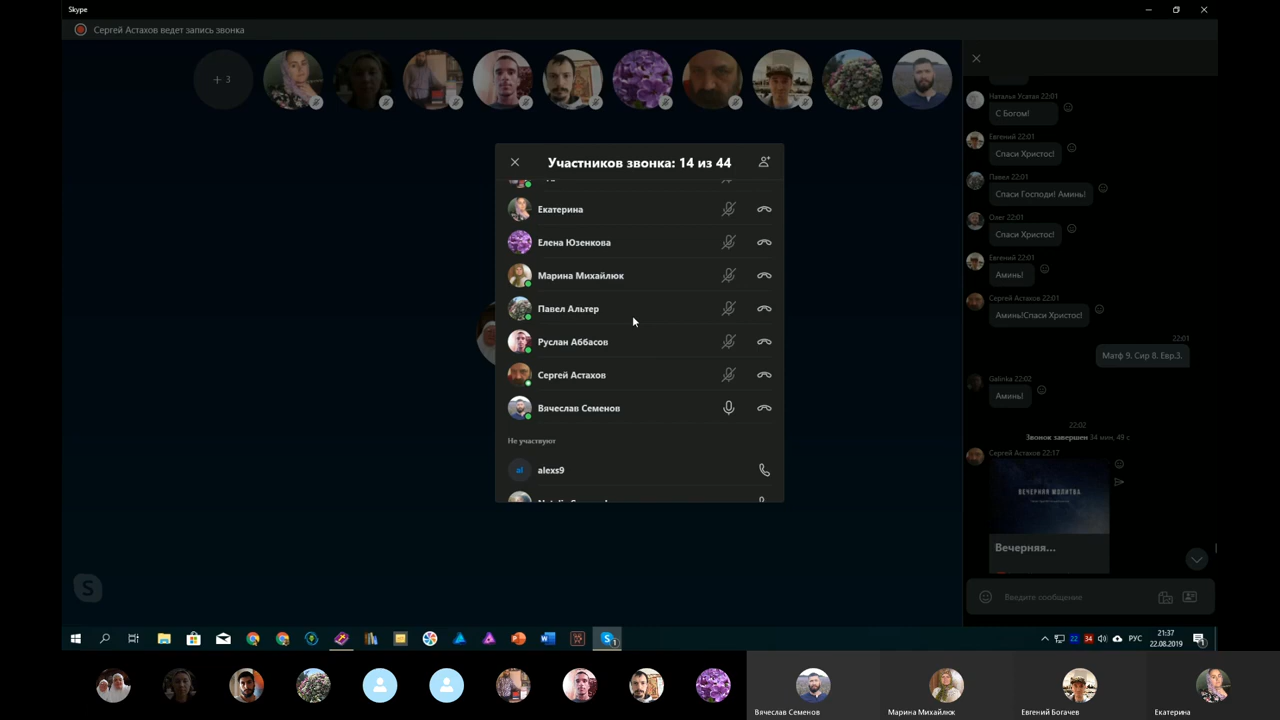 Skype
Сергей Астахов ведет запись звонка
+ 3
Участников звонка: 14 из 44
Екатерина
Елена Юзенкова
Марина Михайлюк
Павел Альтер
Руслан Аббасов
Сергей Астахов
Вячеслав Семенов
Не участвуют
al
alexs9
Наталья Усатая 22:01
С Богом!
Евгений 22:01
Спаси Христос!
Павел 22:01
Спаси Господи! Аминь!
Олег 22:01
Спаси Христос!
Евгений 22:01
Аминь!
Сергей Астахов 22:01
Аминь!Спаси Христос!
22:01
Матф 9. Сир 8. Евр.3.
Galinka 22:02
Аминь!
22:02
Звонок завершен 34 мин, 49 с
Сергей Астахов 22:17
ВЕЧЕРНЯЯ МОЛИТВА.
Вечерняя...
Введите сообщение
S
22
34
РУС
21:37
22.08.2019
Вячеслав Семенов
Марина Михайлюк
Евгений Богачев
Екатерина